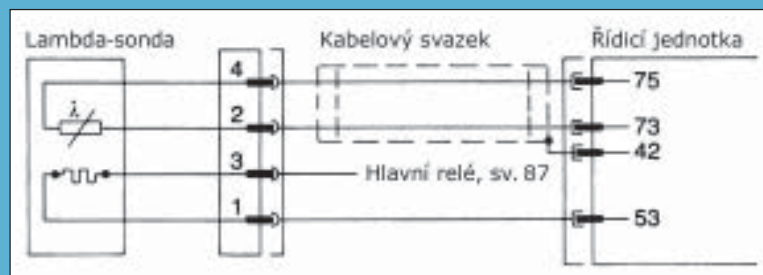 Lambda-sonda
Kabelový svazek
Řídicí jednotka
4
75
λ
2
73
42
3
Hlavní relé, sv. 87
1
53